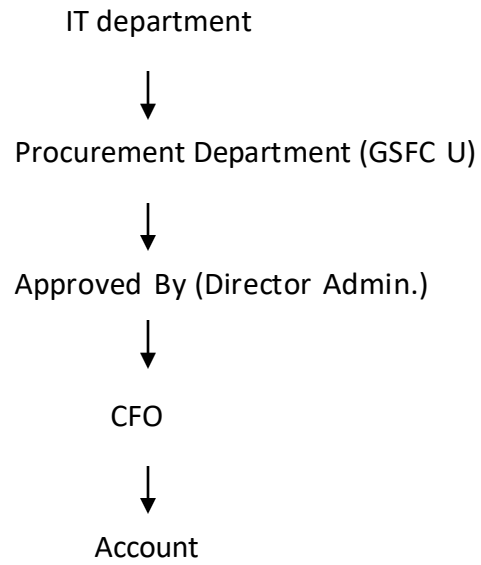 IT department
Procurement Department (GSFC U)
Approved By (Director Admin.)
CFO
Account